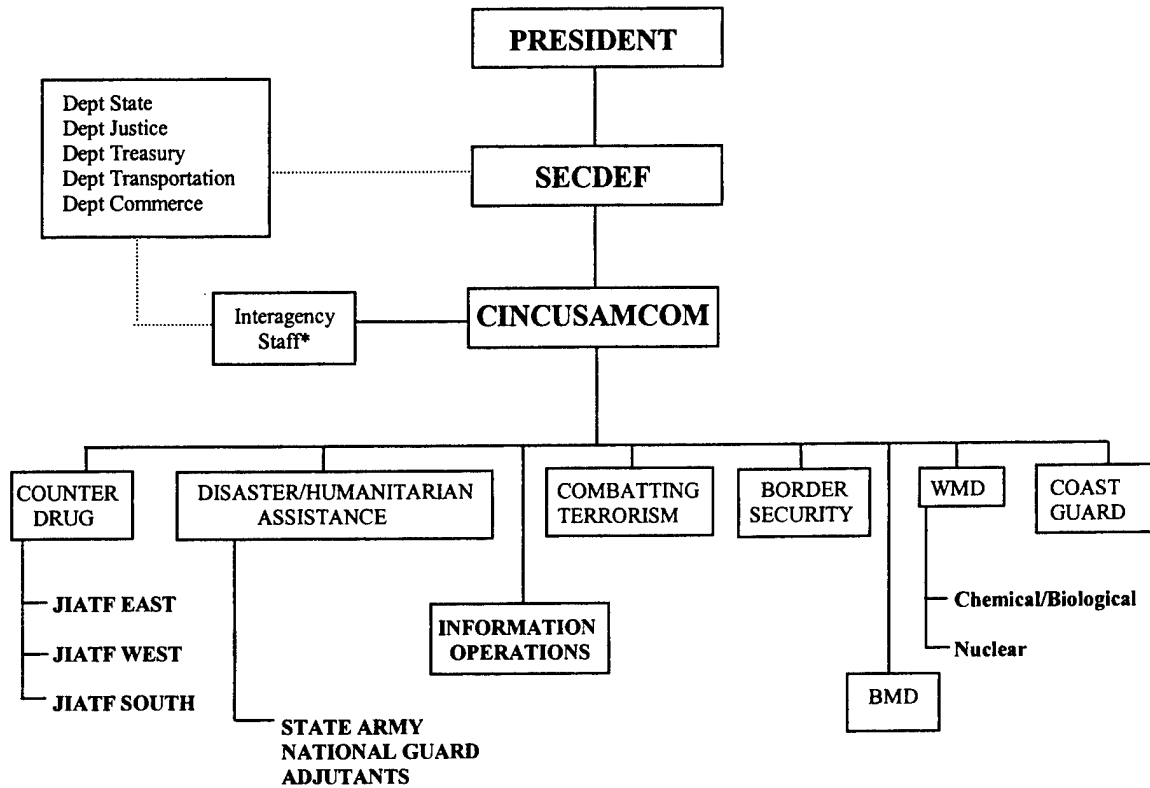 PRESIDENT
Dept State
Dept Justice
Dept Treasury
Dept Transportation
Dept Commerce
SECDEF
Interagency
Staff*
CINCUSAMCOM
COUNTER
DRUG
DISASTER/HUMANITARIAN
ASSISTANCE
COMBATTING
TERRORISM
BORDER
SECURITY
WMD
COAST
GUARD
JIATF EAST
JIATF WEST
JIATF SOUTH
STATE ARMY
NATIONAL GUARD
ADJUTANTS
INFORMATION
OPERATIONS
BMD
Chemical/Biological
Nuclear